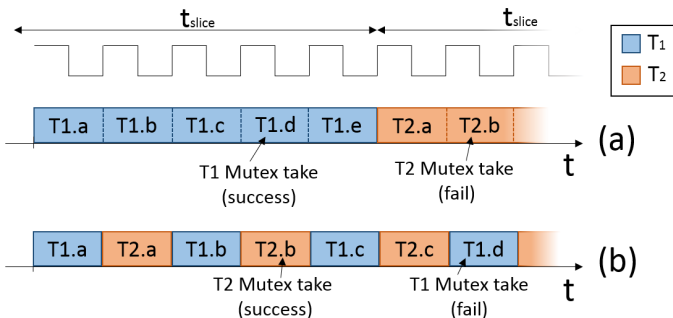 tslice tslice
T1
T2
T1.a T1.b T1.c T1.d T1.e T2.a T2.b
(a)
t
T1 Mutex take
(success)
T2 Mutex take
(fail)
T1.a T2.a T1.b T2.b T1.c T2.c T1.d
(b)
t
T2 Mutex take
(success)
T1 Mutex take
(fail)